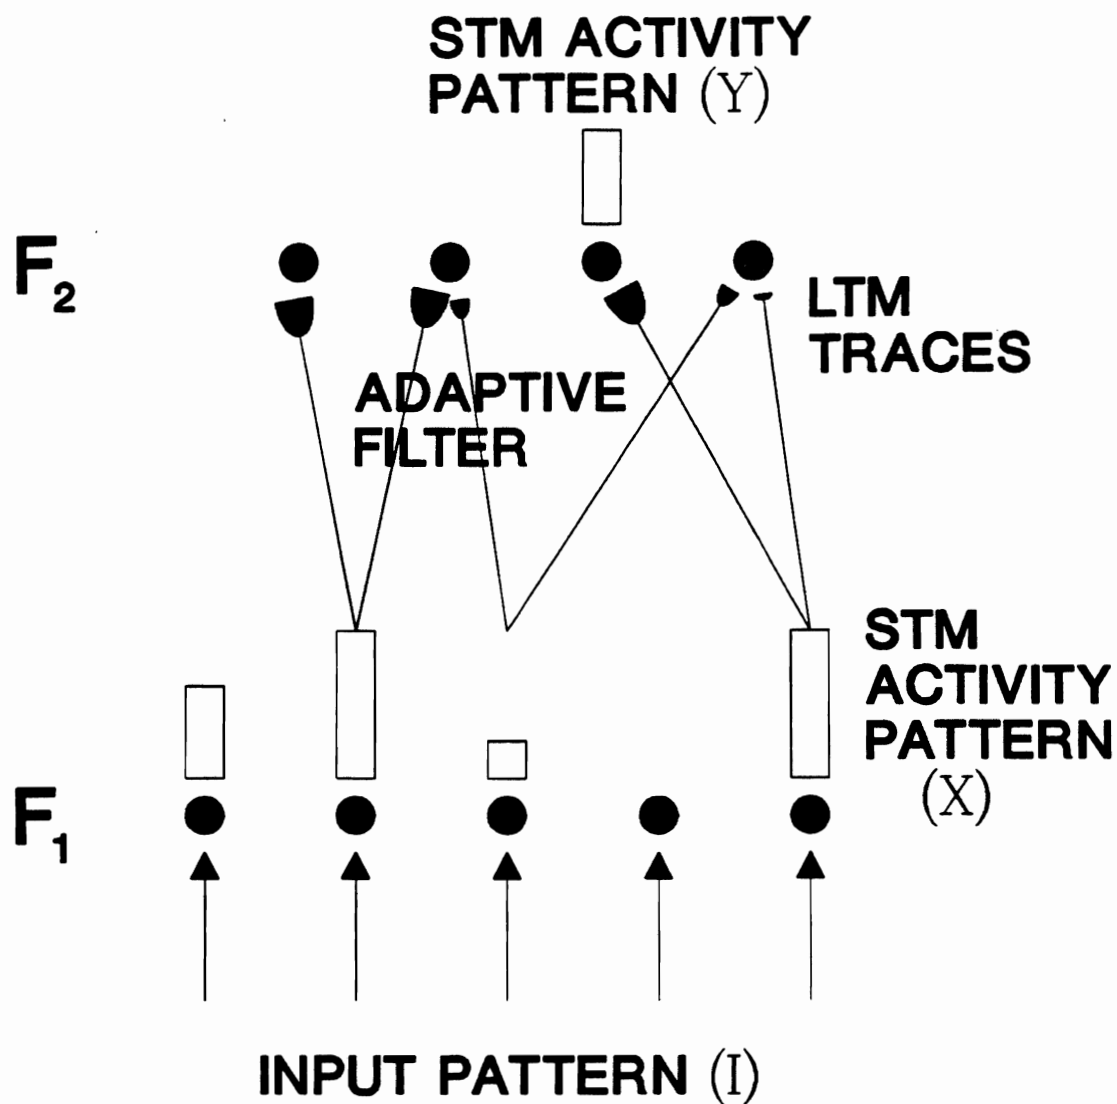 STM ACTIVITY
PATTERN (Y)
F2
LTM
TRACES
ADAPTIVE
FILTER
STM
ACTIVITY
PATTERN
(X)
F1
INPUT PATTERN (I)